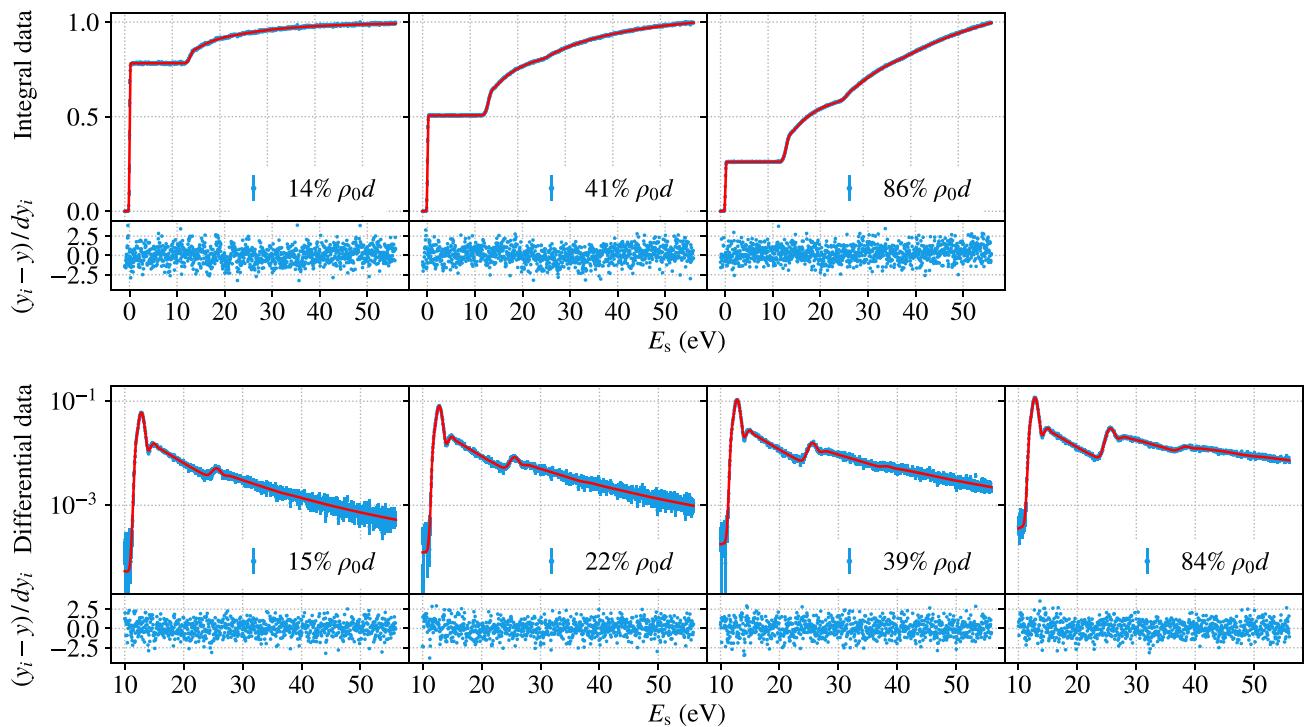 Integral data
1.0
0.5
0.0
14% ρ₀d
41% ρ₀d
86% ρ₀d
(yᵢ − y)/dyᵢ
2.5
0.0
−2.5
0 10 20 30 40 50
0 10 20 30 40 50
0 10 20 30 40 50
Eₛ (eV)
Differential data
10⁻¹
10⁻³
15% ρ₀d
22% ρ₀d
39% ρ₀d
84% ρ₀d
(yᵢ − y)/dyᵢ
2.5
0.0
−2.5
10 20 30 40 50
10 20 30 40 50
10 20 30 40 50
10 20 30 40 50
Eₛ (eV)